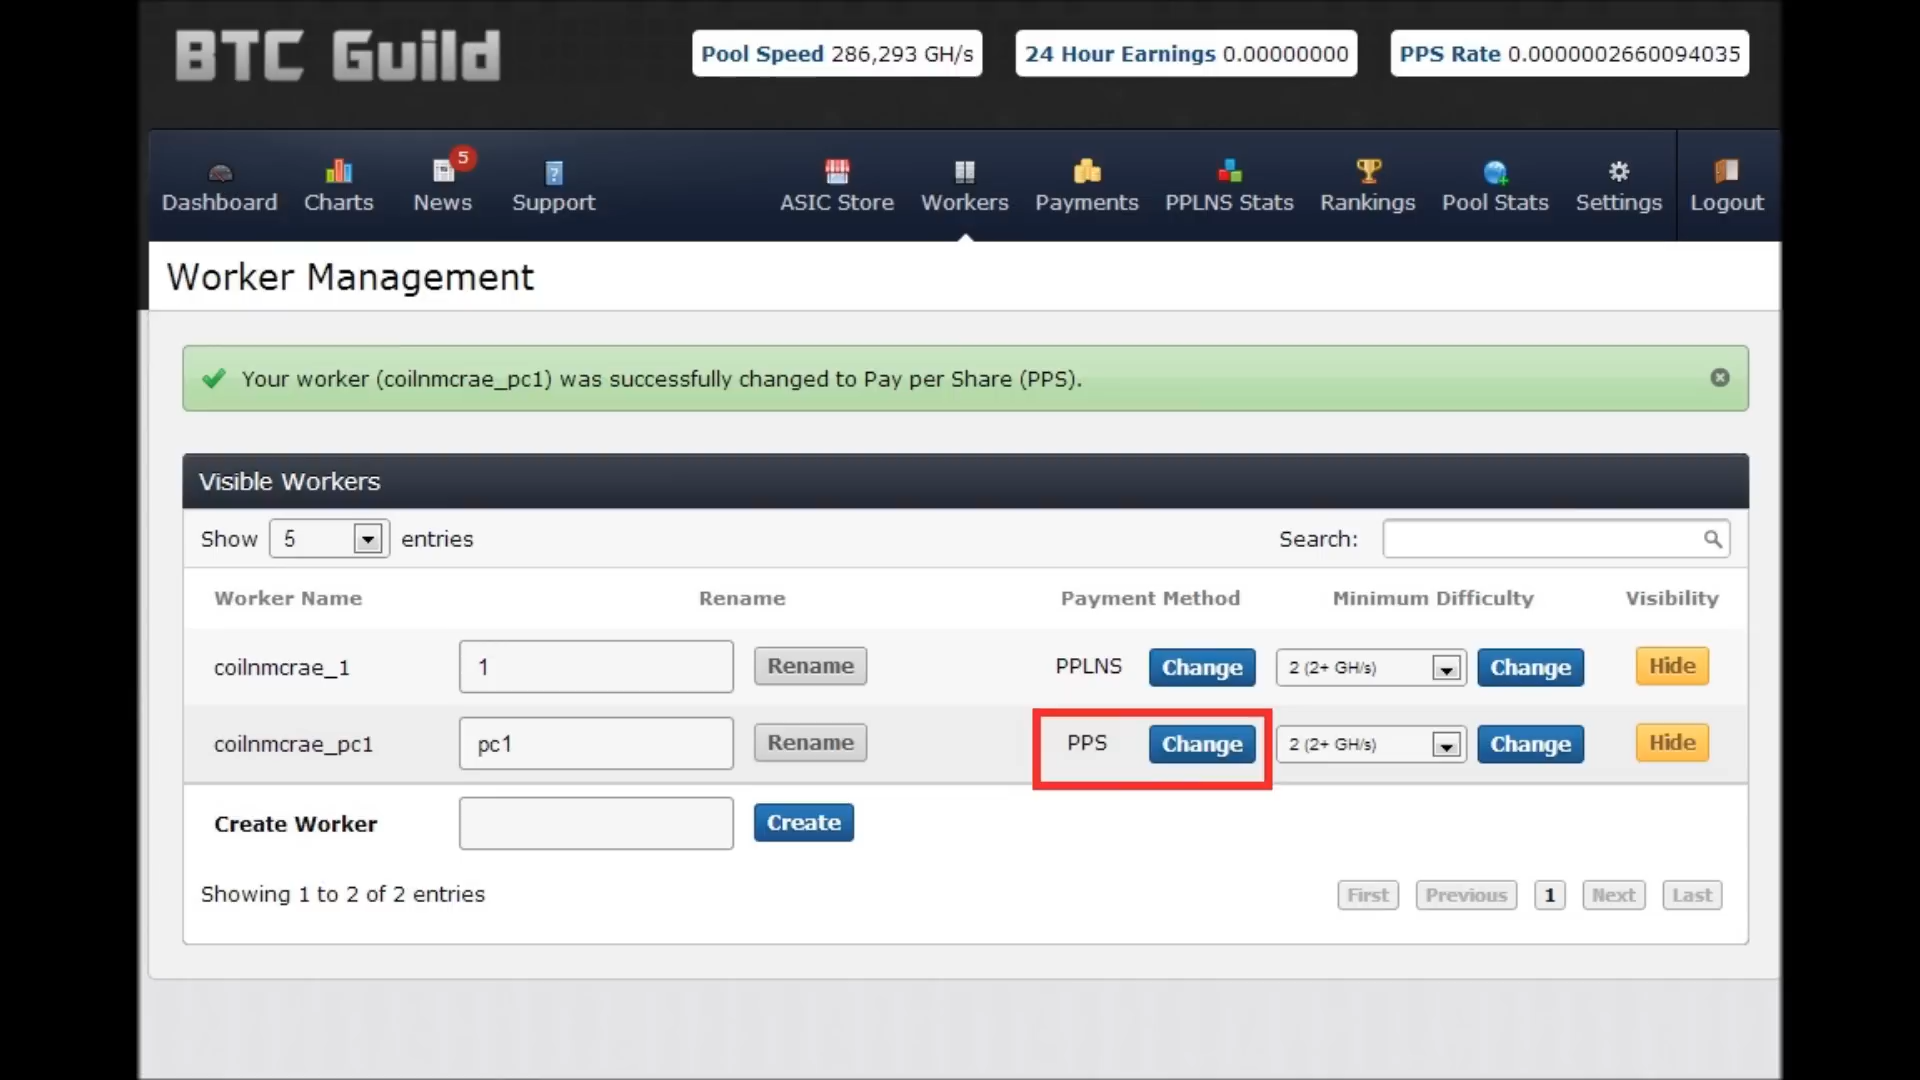 BTC Guild
Pool Speed 286,293 GH/s
24 Hour Earnings 0.00000000
PPS Rate 0.0000002660094035
Dashboard
Charts
5
News
Support
ASIC Store
Workers
Payments
PPLNS Stats
Rankings
Pool Stats
Settings
Logout
Worker Management
Your worker (coilnmcrae_pc1) was successfully changed to Pay per Share (PPS).
Visible Workers
Show 5 entries
Search:
Worker Name Rename Payment Method Minimum Difficulty Visibility
coilnmcrae_1 1 Rename PPLNS Change 2 (2+ GH/s) Change Hide
coilnmcrae_pc1 pc1 Rename PPS Change 2 (2+ GH/s) Change Hide
Create Worker Create
Showing 1 to 2 of 2 entries
First Previous 1 Next Last